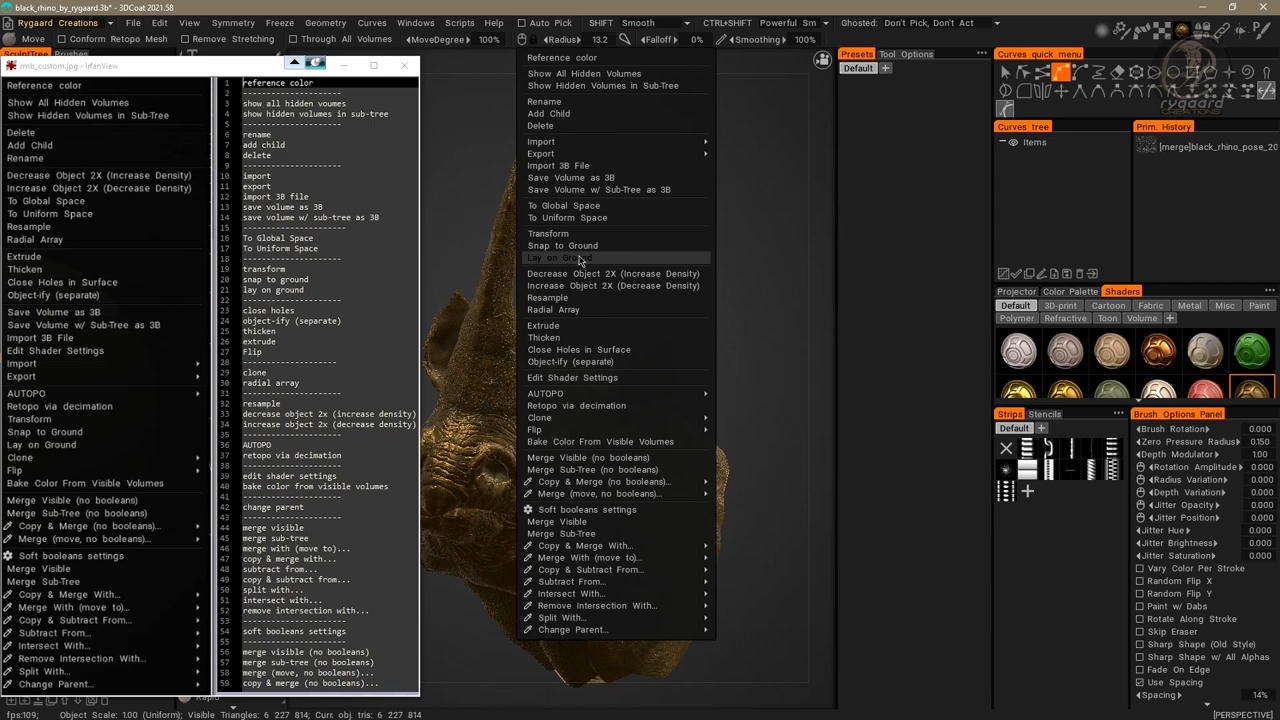 black_rhino_by_rygaard.3b* - 3DCoat 2021.58
Rygaard Creations File Edit View Symmetry Freeze Geometry Curves Windows Scripts Help Auto Pick SHIFT Smooth CTRL+SHIFT Powerful Sm Ghosted: Don't Pick, Don't Act
Move Conform Retopo Mesh Remove Stretching Through All Volumes MoveDegree 100% Radius 13.2 Falloff 0% Smoothing 100%
SculptTree Brushes
rmb_custom.jpg - IrfanView
Reference color
Show All Hidden Volumes
Show Hidden Volumes in Sub-Tree
Delete
Add Child
Rename
Decrease Object 2X (Increase Density)
Increase Object 2X (Decrease Density)
To Global Space
To Uniform Space
Resample
Radial Array
Extrude
Thicken
Close Holes in Surface
Object-ify (separate)
Save Volume as 3B
Save Volume w/ Sub-Tree as 3B
Import 3B File
Edit Shader Settings
Import
Export
AUTOPO
Retopo via decimation
Transform
Snap to Ground
Lay on Ground
Clone
Flip
Bake Color From Visible Volumes
Merge Visible (no booleans)
Merge Sub-Tree (no booleans)
Copy & Merge (no booleans)...
Merge (move, no booleans)...
Soft booleans settings
Merge Visible
Merge Sub-Tree
Copy & Merge With...
Merge With (move to)...
Copy & Subtract From...
Subtract From...
Intersect With...
Remove Intersection With...
Split With...
Change Parent...
1 reference color
2 ---------------------
3 show all hidden voumes
4 show hidden volumes in sub-tree
5 ---------------------
6 rename
7 add child
8 delete
9 ---------------------
10 import
11 export
12 import 3B file
13 save volume as 3B
14 save volume w/ sub-tree as 3B
15 ---------------------
16 To Global Space
17 To Uniform Space
18 ---------------------
19 transform
20 snap to ground
21 lay on ground
22 ---------------------
23 close holes
24 object-ify (separate)
25 thicken
26 extrude
27 Flip
28 --------------------
29 clone
30 radial array
31 ---------------------
32 resample
33 decrease object 2x (increase density)
34 increase object 2x (decrease density)
35 ---------------------
36 AUTOPO
37 retopo via decimation
38 ---------------------
39 edit shader settings
40 bake color from visible volumes
41 ---------------------
42 change parent
43 ---------------------
44 merge visible
45 merge sub-tree
46 merge with (move to)...
47 copy & merge with...
48 subtract from...
49 copy & subtract from...
50 split with...
51 intersect with...
52 remove intersection with...
53 ---------------------
54 soft booleans settings
55 ---------------------
56 merge visible (no booleans)
57 merge sub-tree (no booleans)
58 merge (move, no booleans)...
59 copy & merge (no booleans)...
Reference color
Show All Hidden Volumes
Show Hidden Volumes in Sub-Tree
Rename
Add Child
Delete
Import
Export
Import 3B File
Save Volume as 3B
Save Volume w/ Sub-Tree as 3B
To Global Space
To Uniform Space
Transform
Snap to Ground
Lay on Ground
Decrease Object 2X (Increase Density)
Increase Object 2X (Decrease Density)
Resample
Radial Array
Extrude
Thicken
Close Holes in Surface
Object-ify (separate)
Edit Shader Settings
AUTOPO
Retopo via decimation
Clone
Flip
Bake Color From Visible Volumes
Merge Visible (no booleans)
Merge Sub-Tree (no booleans)
Copy & Merge (no booleans)...
Merge (move, no booleans)...
Soft booleans settings
Merge Visible
Merge Sub-Tree
Copy & Merge With...
Merge With (move to)...
Copy & Subtract From...
Subtract From...
Intersect With...
Remove Intersection With...
Split With...
Change Parent...
Presets Tool Options
Default
Curves quick menu
rygaard
CREATIONS
Curves tree Prim. History
Items
[merge]black_rhino_pose_20
Projector Color Palette Shaders
Default 3D-print Cartoon Fabric Metal Misc Paint
Polymer Refractive Toon Volume
Strips Stencils
Default
Brush Options Panel
Brush Rotation 0.000
Zero Pressure Radius 0.150
Depth Modulator 1.00
Rotation Amplitude 0.000
Radius Variation 0.000
Depth Variation 0.000
Jitter Opacity 0.000
Jitter Position 0.000
Jitter Hue 0.000
Jitter Brightness 0.000
Jitter Saturation 0.000
Vary Color Per Stroke
Random Flip X
Random Flip Y
Paint w/ Dabs
Rotate Along Stroke
Skip Eraser
Sharp Shape (Old Style)
Sharp Shape w/ All Alphas
Fade On Edge
Use Spacing
Spacing 14%
fps:109; Object Scale: 1.00 (Uniform); Visible Triangles: 6 227 814; Curr. obj. tris: 6 227 814
[PERSPECTIVE]